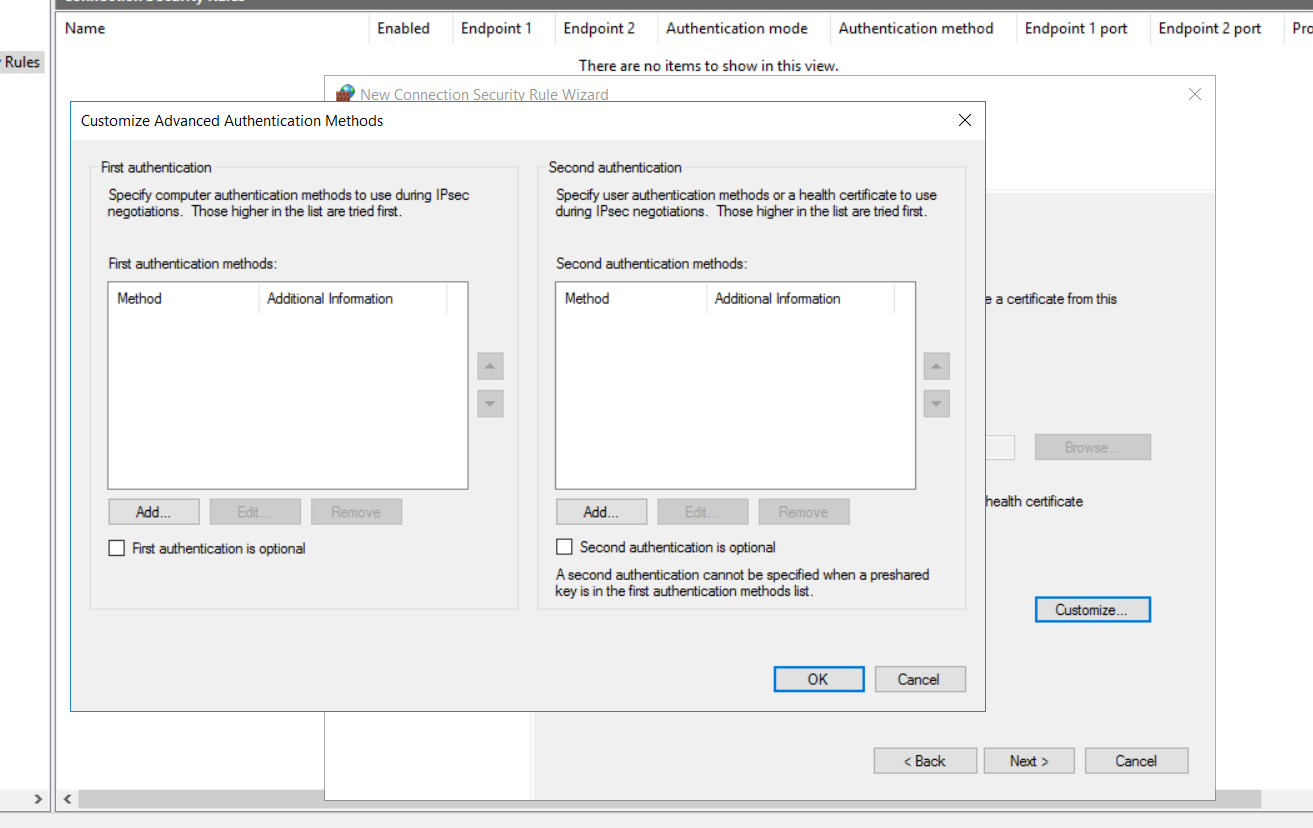 Connection Security Rules
Name Enabled Endpoint 1 Endpoint 2 Authentication mode Authentication method Endpoint 1 port Endpoint 2 port Pro
Rules
There are no items to show in this view.
New Connection Security Rule Wizard
Customize Advanced Authentication Methods
First authentication
Specify computer authentication methods to use during IPsec
negotiations. Those higher in the list are tried first.
First authentication methods:
Method Additional Information
Add... Edit... Remove
First authentication is optional
Second authentication
Specify user authentication methods or a health certificate to use
during IPsec negotiations. Those higher in the list are tried first.
Second authentication methods:
Method Additional Information
Add... Edit... Remove
Second authentication is optional
A second authentication cannot be specified when a preshared
key is in the first authentication methods list.
OK Cancel
e a certificate from this
Browse...
health certificate
Customize...
< Back Next > Cancel